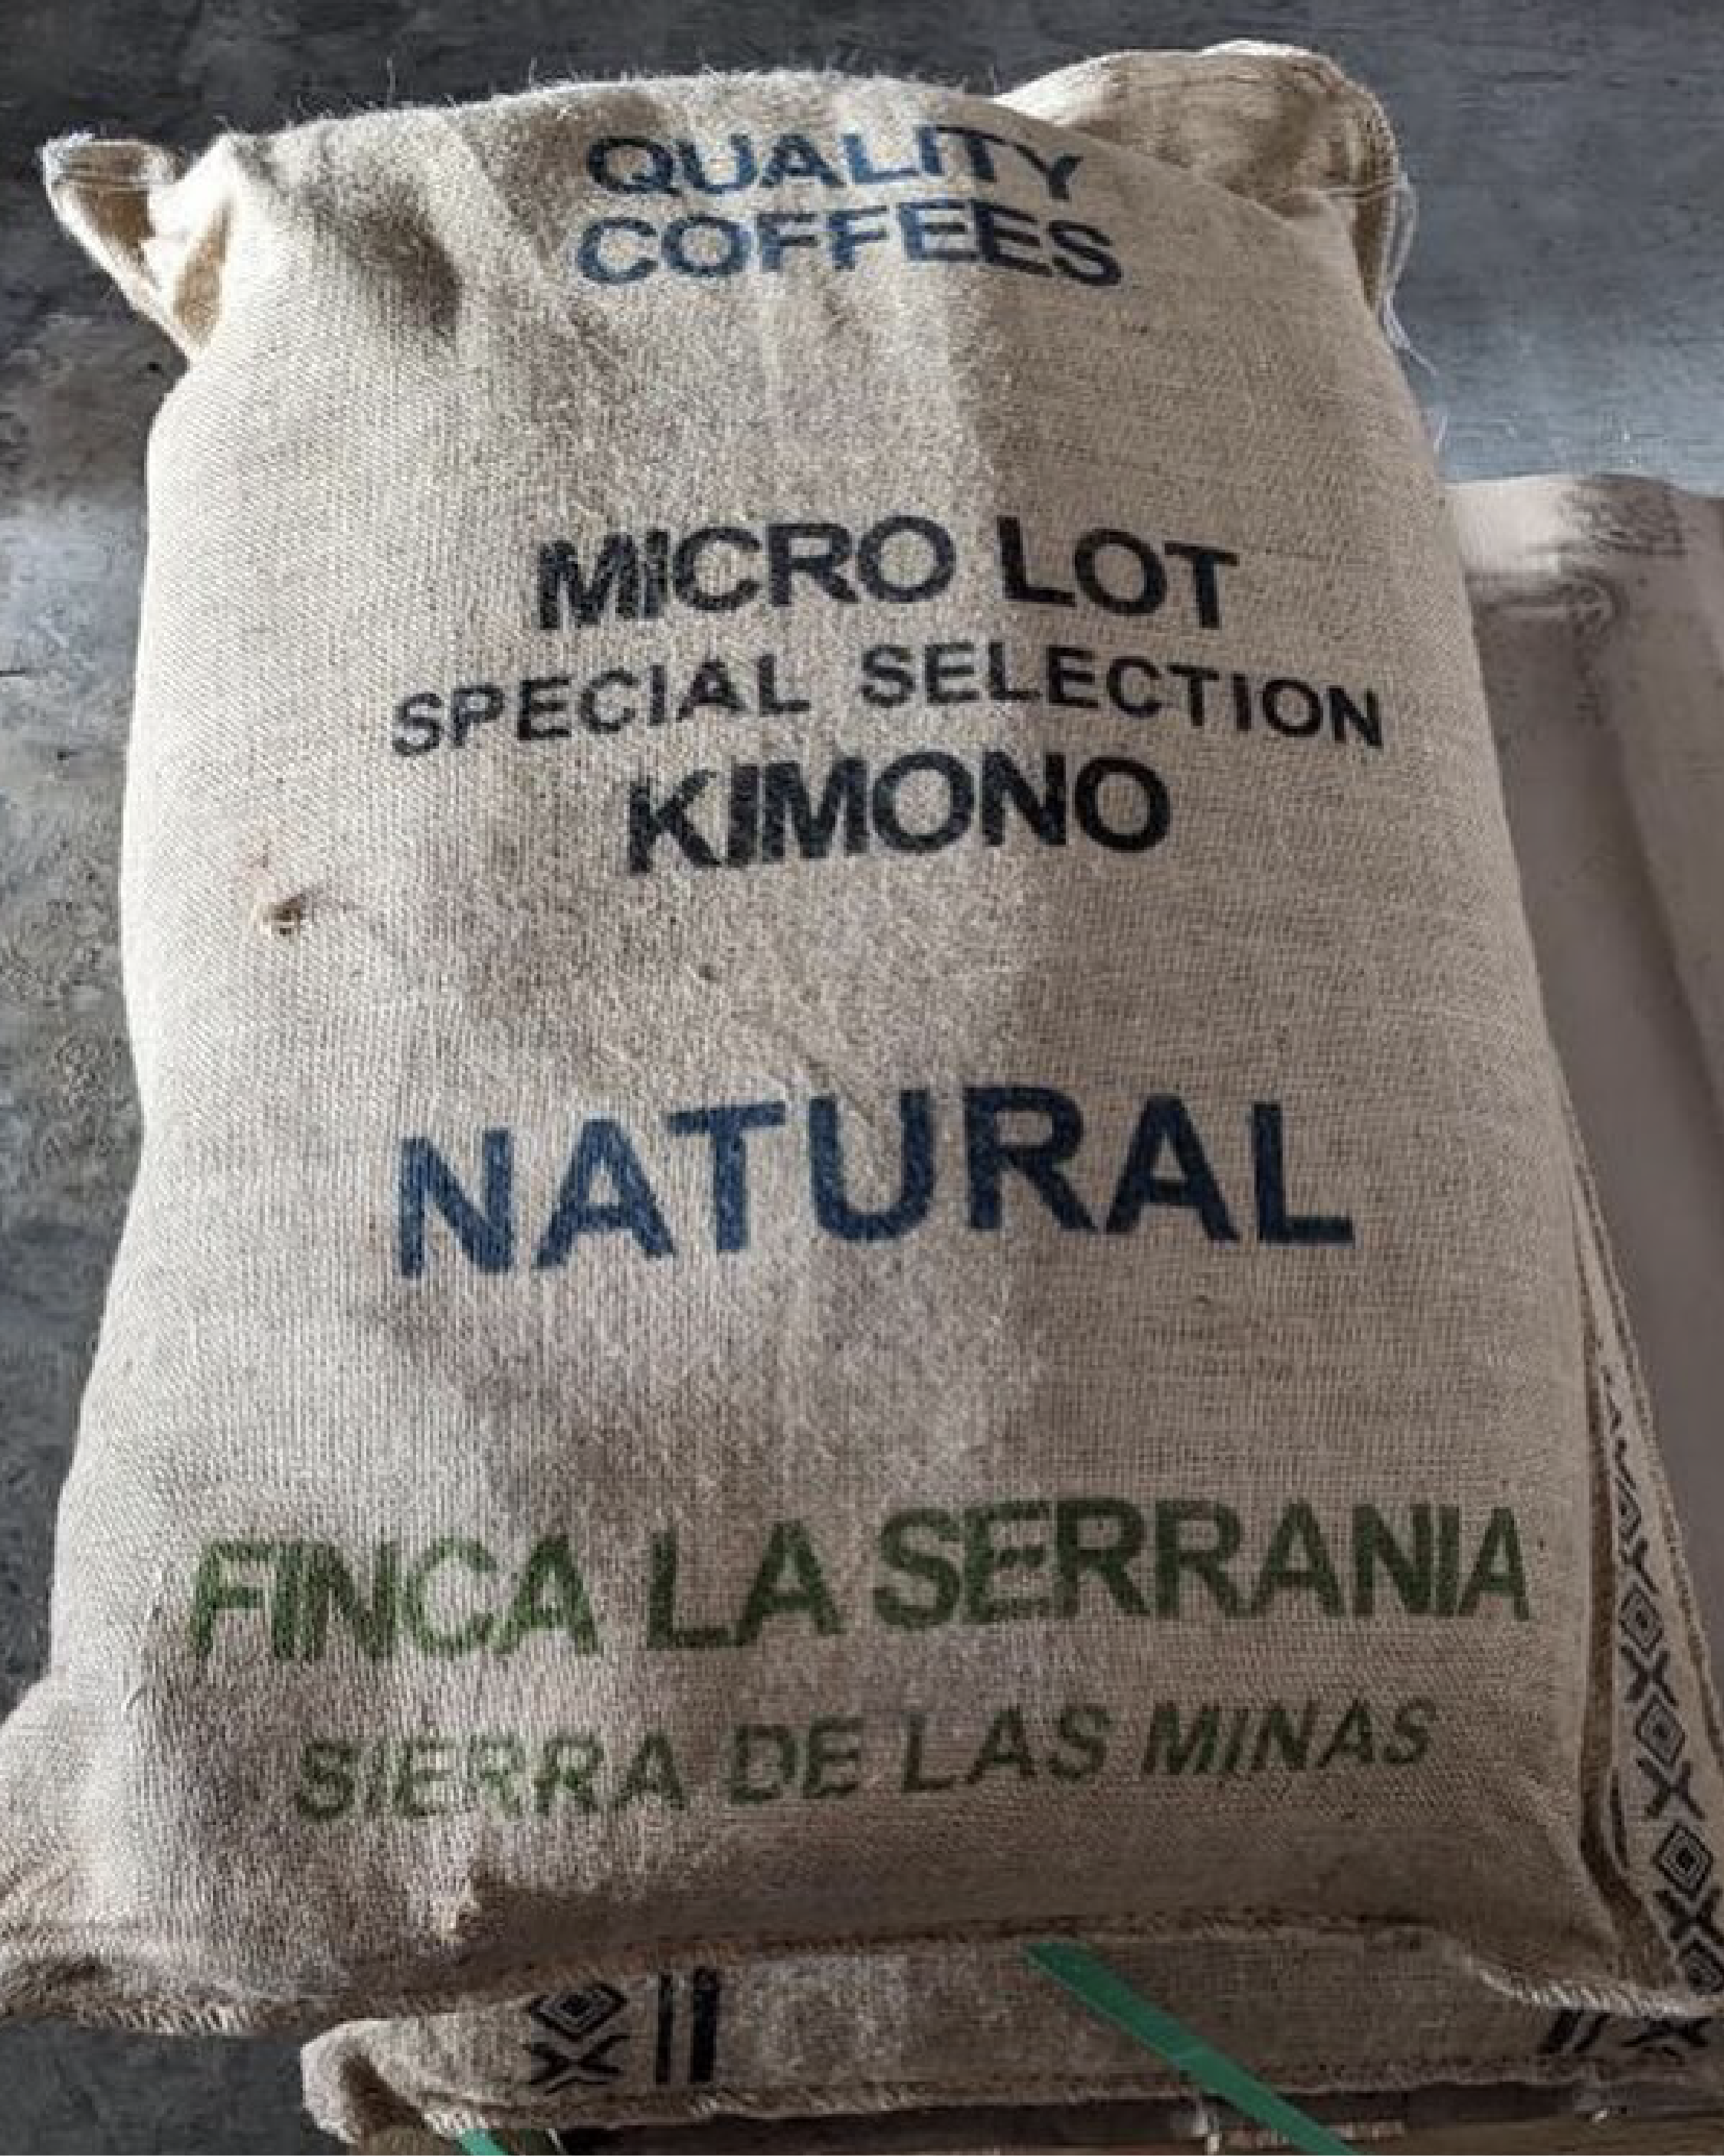 QUALITY
COFFEES
MICRO LOT
SPECIAL SELECTION
KIMONO
NATURAL
FINCA LA SERRANIA
SIERRA DE LAS MINAS